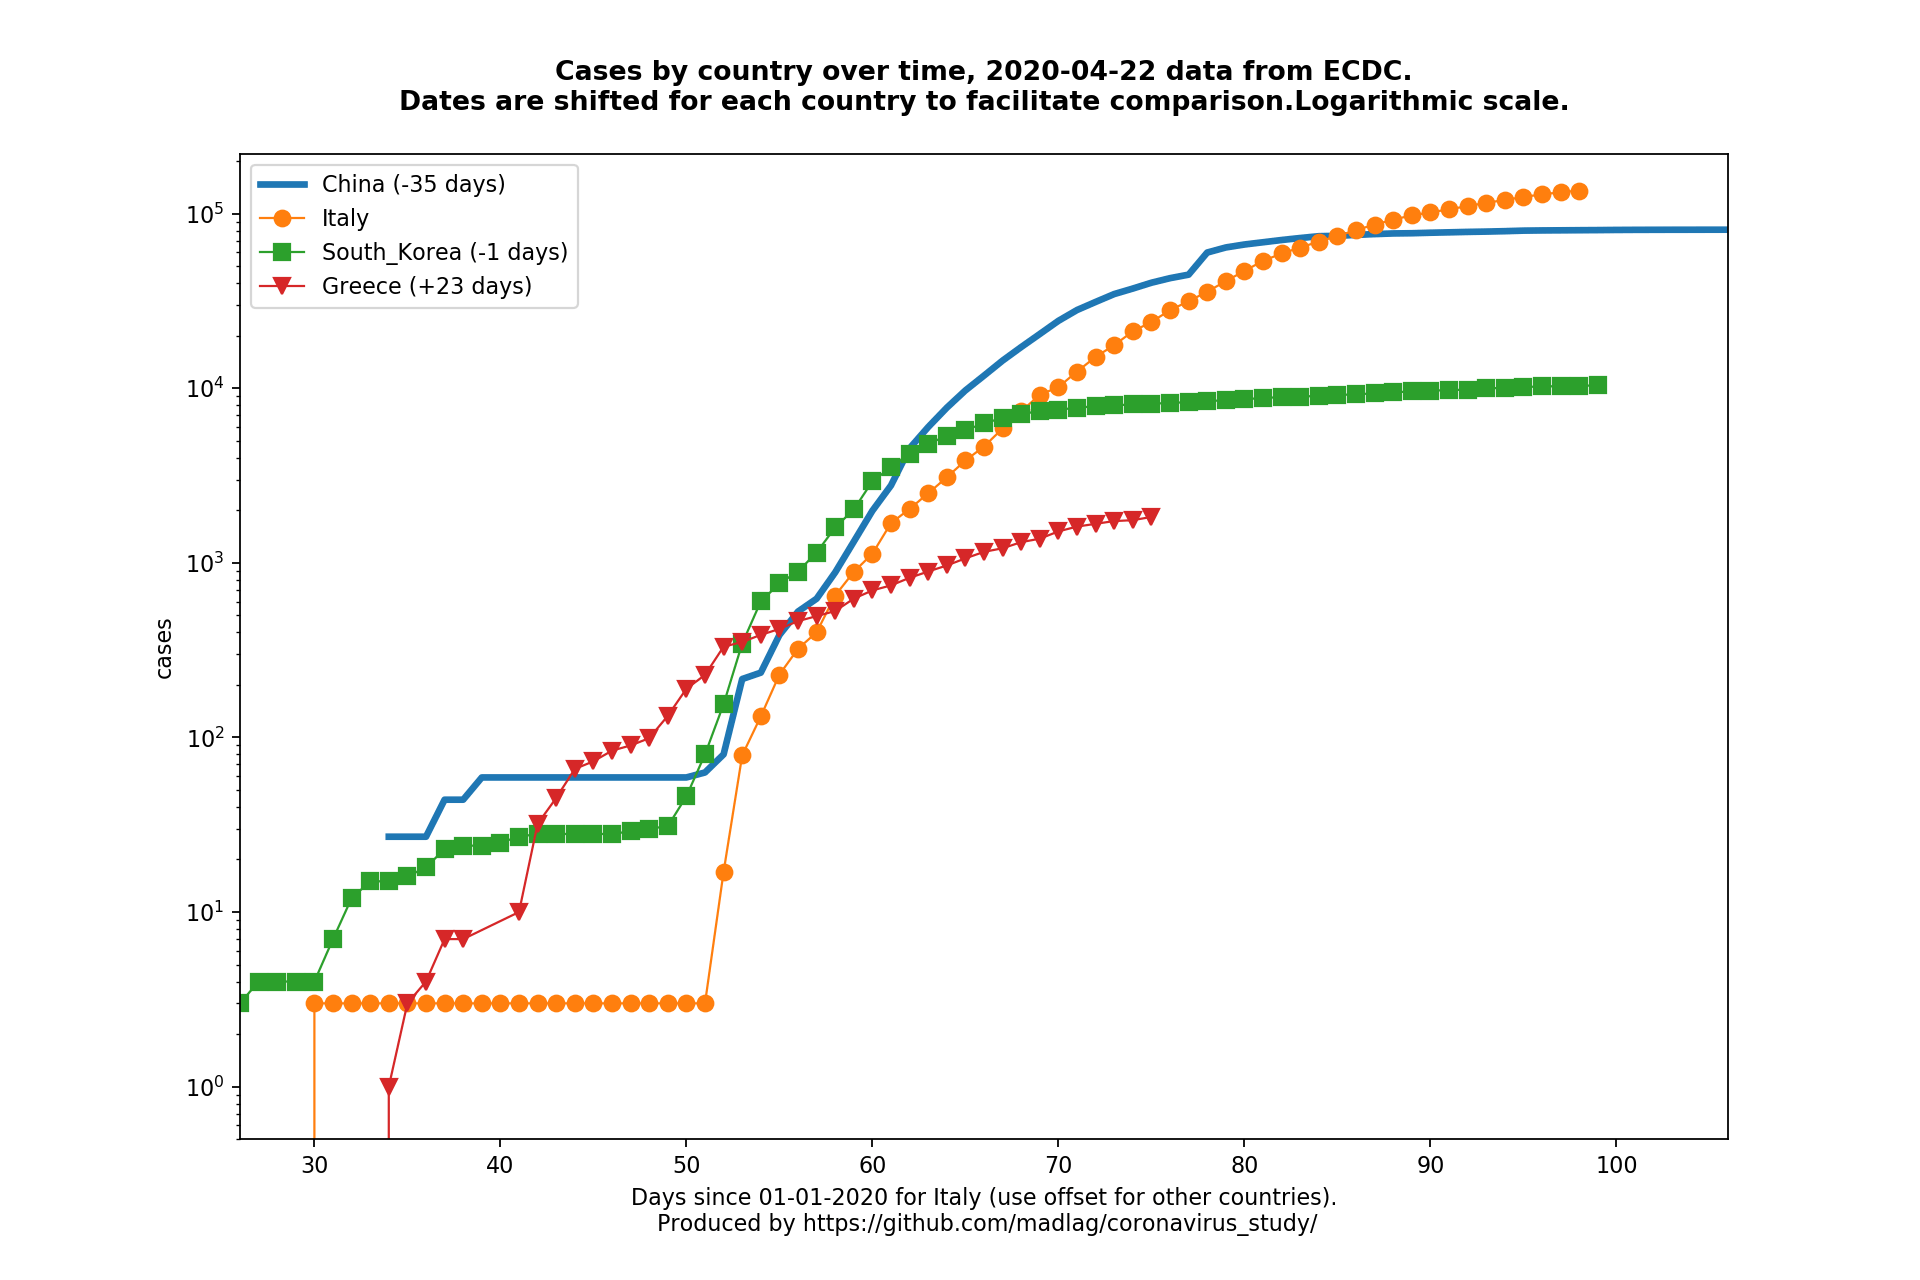 Cases by country over time, 2020-04-22 data from ECDC.
Dates are shifted for each country to facilitate comparison.Logarithmic scale.
China (-35 days)
Italy
South_Korea (-1 days)
Greece (+23 days)
cases
10^5
10^4
10^3
10^2
10^1
10^0
30 40 50 60 70 80 90 100
Days since 01-01-2020 for Italy (use offset for other countries).
Produced by https://github.com/madlag/coronavirus_study/